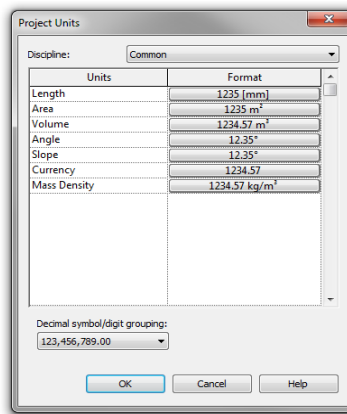 Project Units
Discipline: Common
Units Format
Length 1235 [mm]
Area 1235 m²
Volume 1234.57 m³
Angle 12.35°
Slope 12.35°
Currency 1234.57
Mass Density 1234.57 kg/m³
Decimal symbol/digit grouping:
123,456,789.00
OK Cancel Help